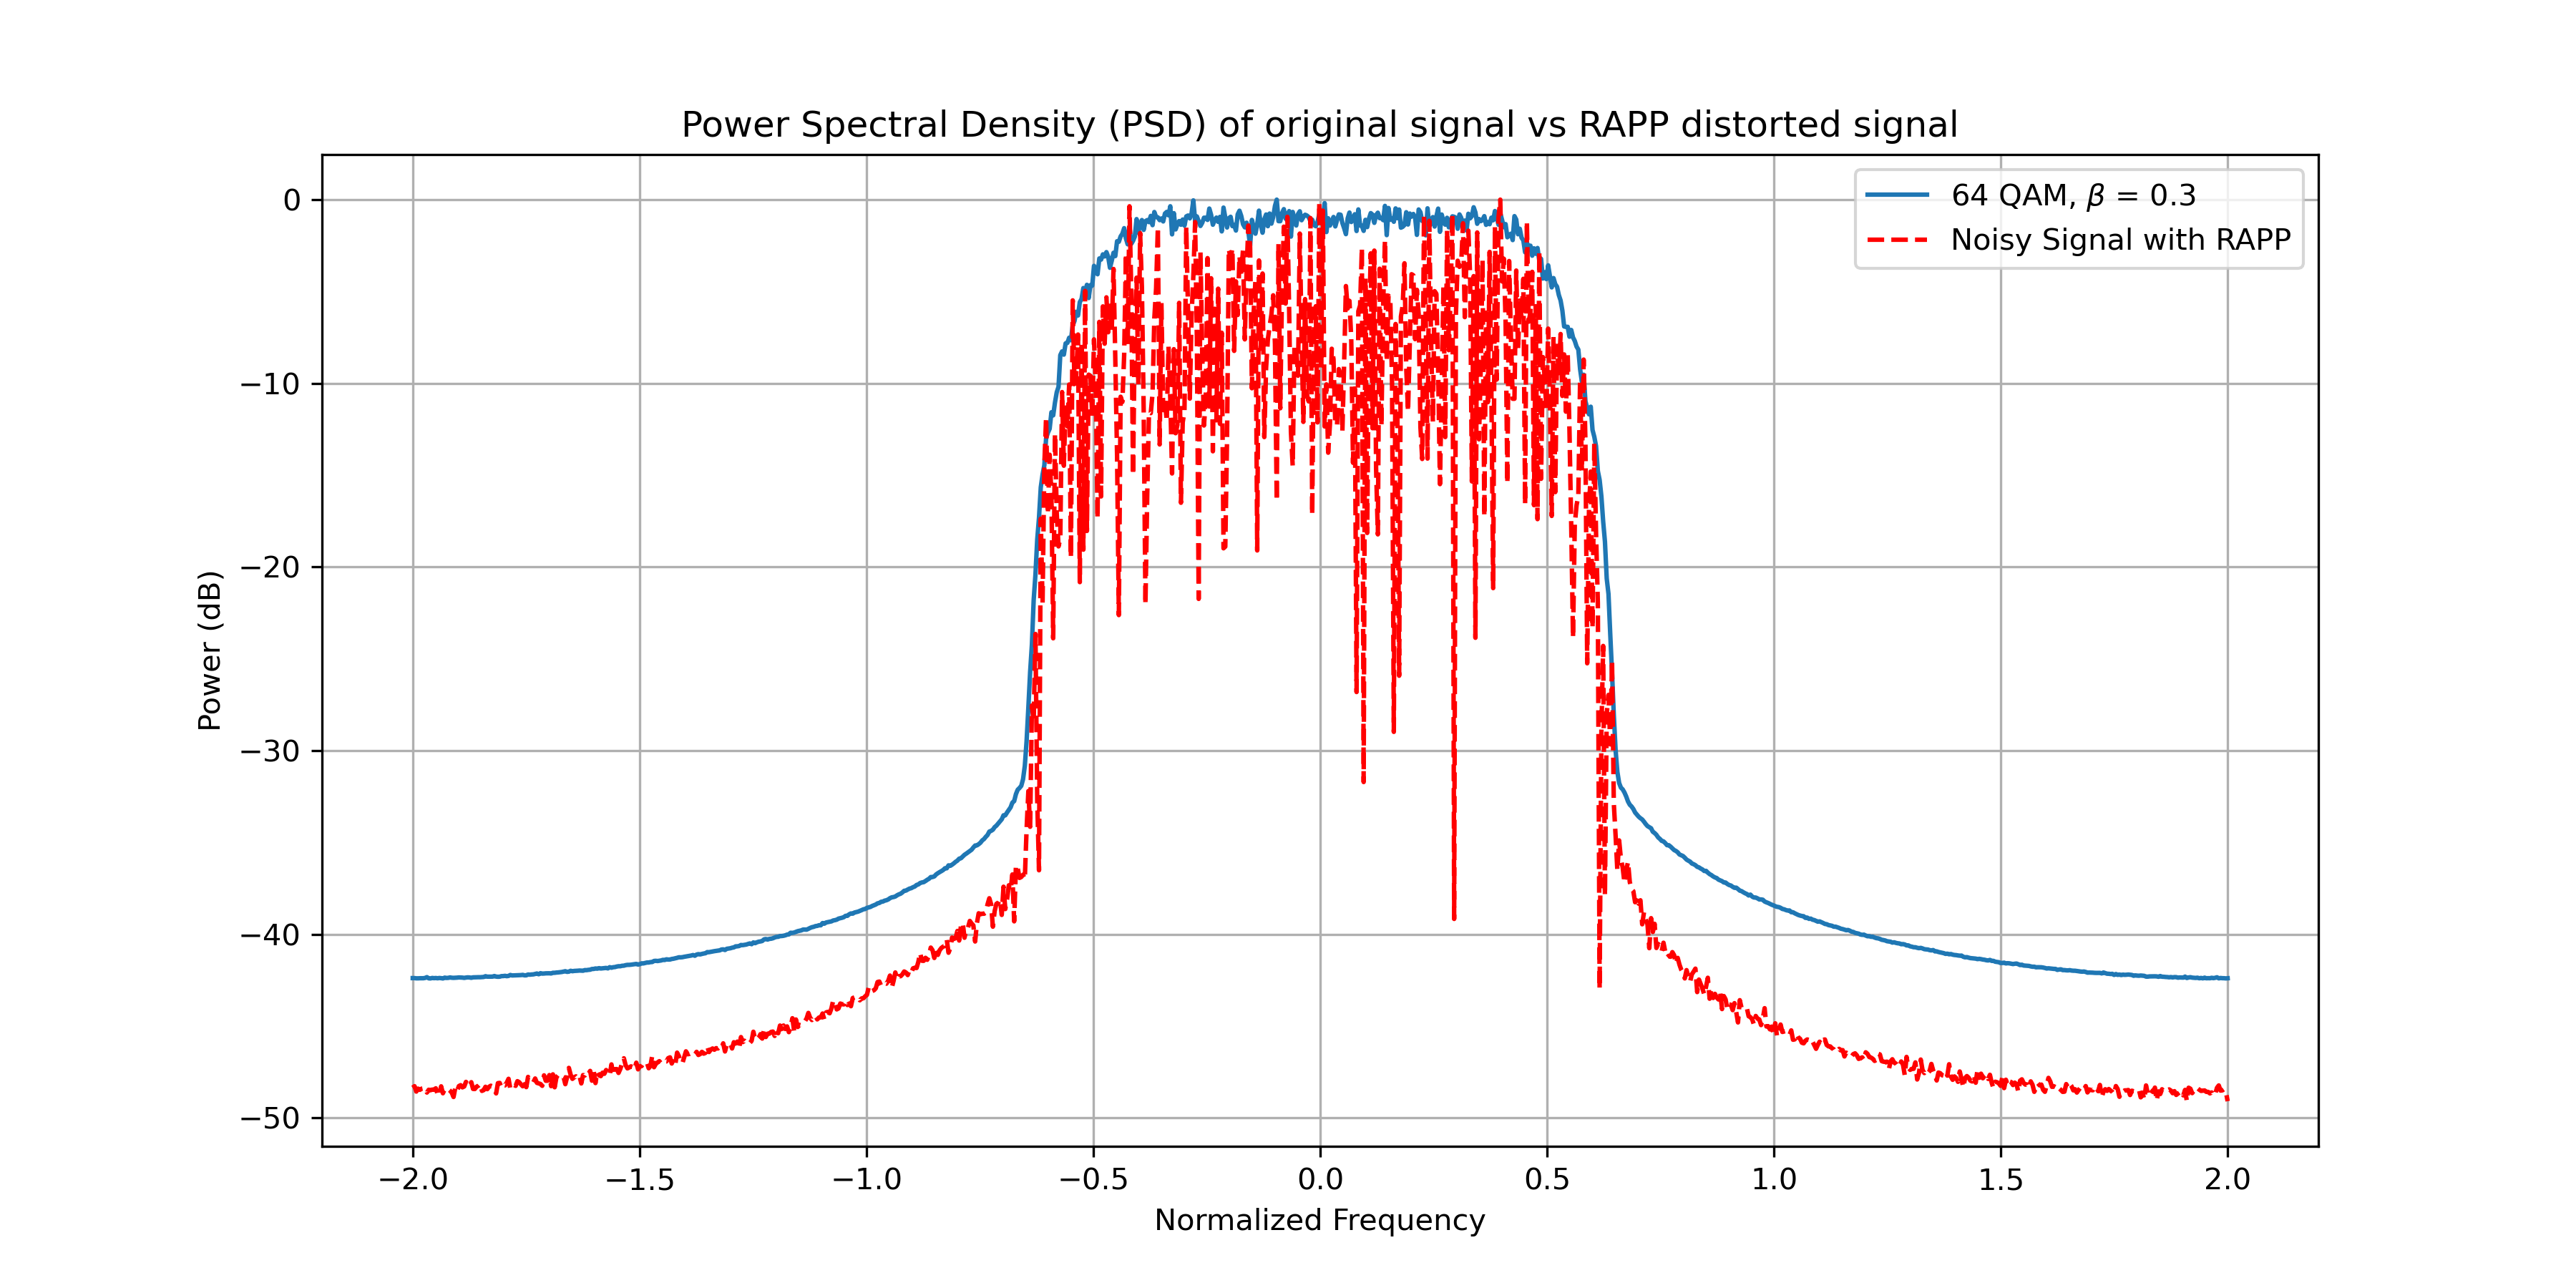 Power Spectral Density (PSD) of original signal vs RAPP distorted signal
64 QAM, β = 0.3
Noisy Signal with RAPP
Power (dB)
0
−10
−20
−30
−40
−50
−2.0 −1.5 −1.0 −0.5 0.0 0.5 1.0 1.5 2.0
Normalized Frequency